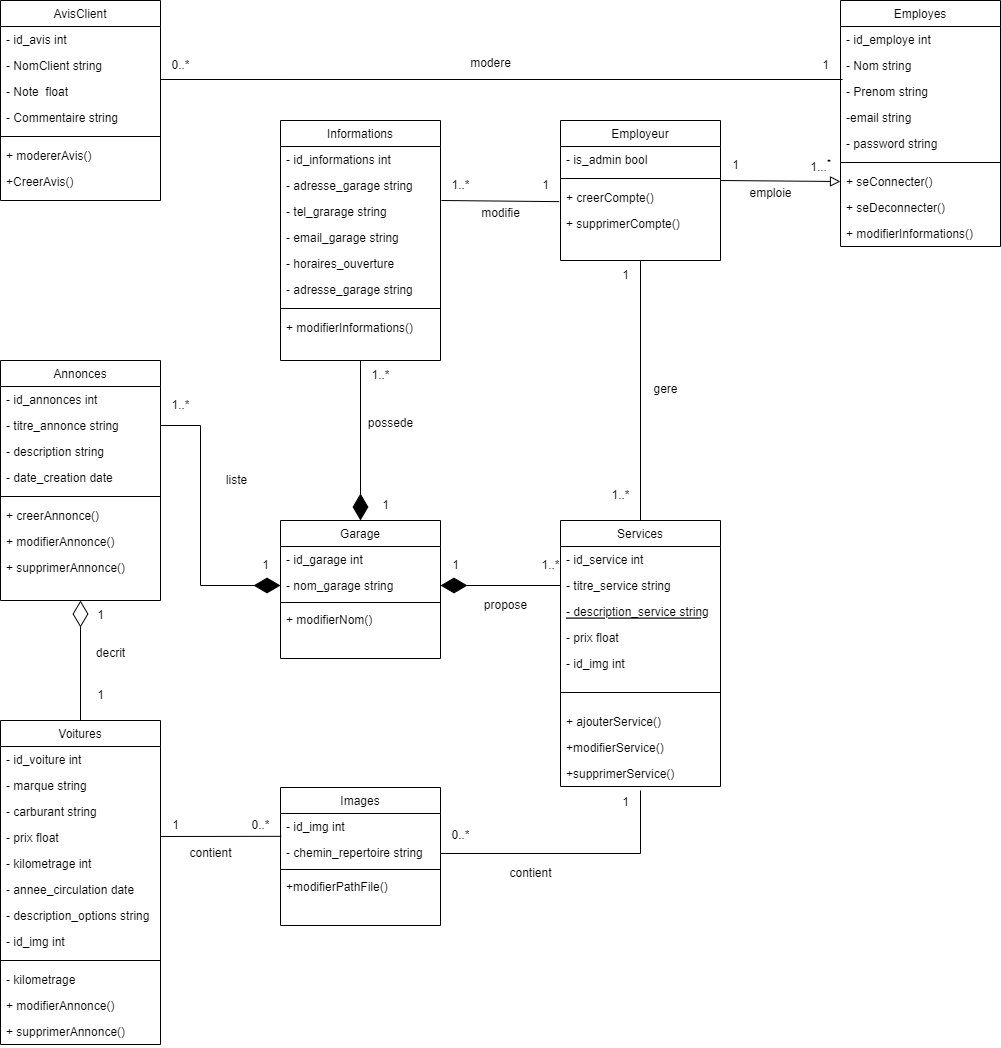 AvisClient
- id_avis int
- NomClient string
- Note  float
- Commentaire string
+ modererAvis()
+CreerAvis()
0..*
modere
1
Employes
- id_employe int
- Nom string
- Prenom string
-email string
- password string
+ seConnecter()
+ seDeconnecter()
+ modifierInformations()
Informations
- id_informations int
- adresse_garage string
- tel_grarage string
- email_garage string
- horaires_ouverture
- adresse_garage string
+ modifierInformations()
1..*
modifie
1
Employeur
- is_admin bool
+ creerCompte()
+ supprimerCompte()
1
emploie
1...*
1
gere
1..*
1..*
possede
1
Annonces
- id_annonces int
- titre_annonce string
- description string
- date_creation date
+ creerAnnonce()
+ modifierAnnonce()
+ supprimerAnnonce()
1..*
liste
1
Garage
- id_garage int
- nom_garage string
+ modifierNom()
1
propose
1..*
Services
- id_service int
- titre_service string
- description_service string
- prix float
- id_img int
+ ajouterService()
+modifierService()
+supprimerService()
1
decrit
1
Voitures
- id_voiture int
- marque string
- carburant string
- prix float
- kilometrage int
- annee_circulation date
- description_options string
- id_img int
- kilometrage
+ modifierAnnonce()
+ supprimerAnnonce()
1
contient
0..*
Images
- id_img int
- chemin_repertoire string
+modifierPathFile()
0..*
contient
1